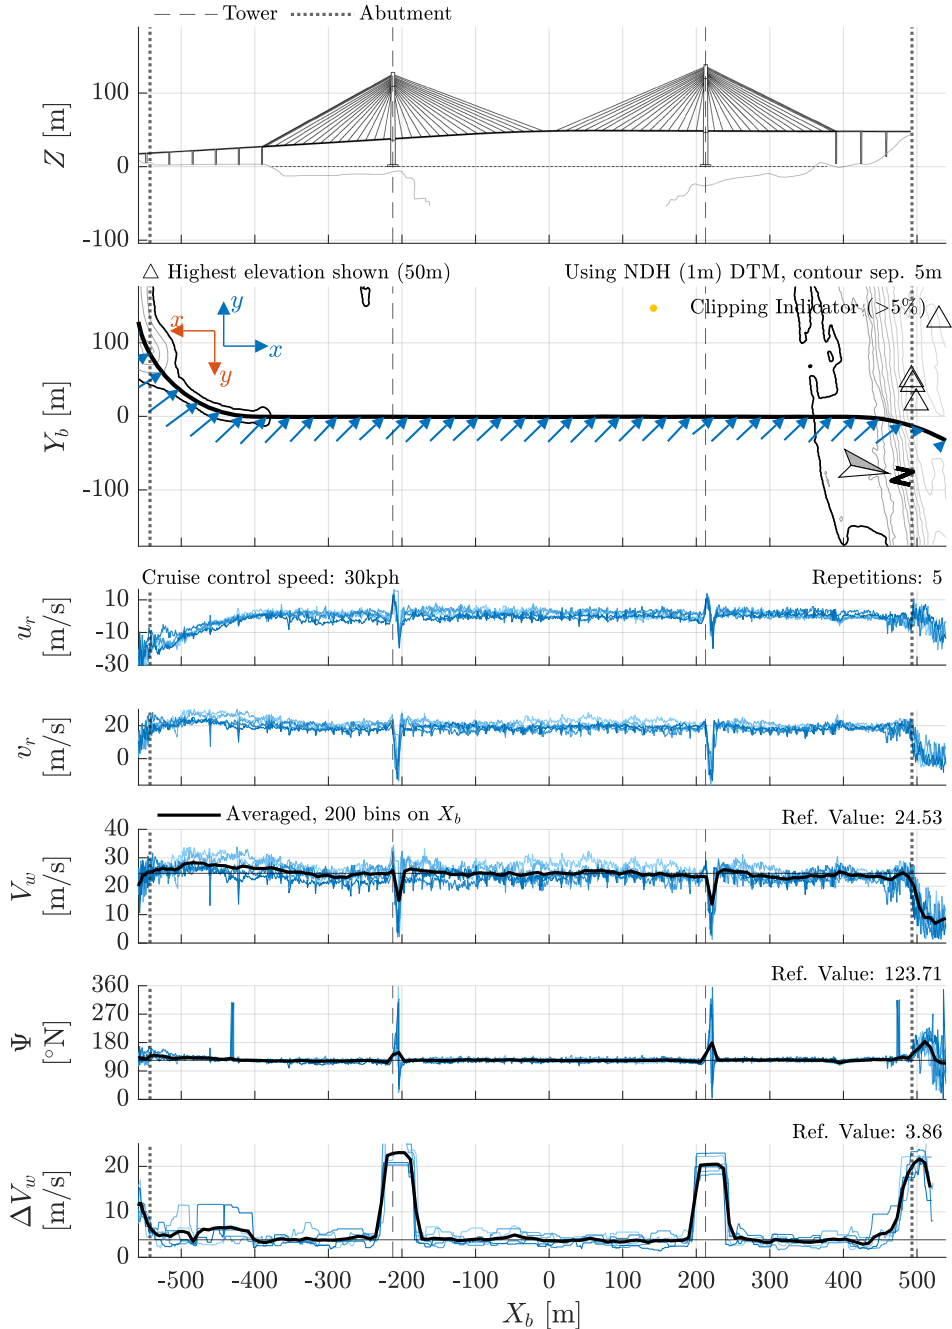 Tower Abutment
Z [m]
100
0
-100
△ Highest elevation shown (50m) Using NDH (1m) DTM, contour sep. 5m
Clipping Indicator (>5%)
Y_b [m]
100
0
-100
y
x
x
y
N
Cruise control speed: 30kph Repetitions: 5
u_r
[m/s]
10
-10
-30
v_r
[m/s]
20
0
Averaged, 200 bins on X_b Ref. Value: 24.53
V_w
[m/s]
40
30
20
10
0
Ref. Value: 123.71
Ψ
[°N]
360
270
180
90
0
Ref. Value: 3.86
ΔV_w
[m/s]
20
10
0
-500 -400 -300 -200 -100 0 100 200 300 400 500
X_b [m]